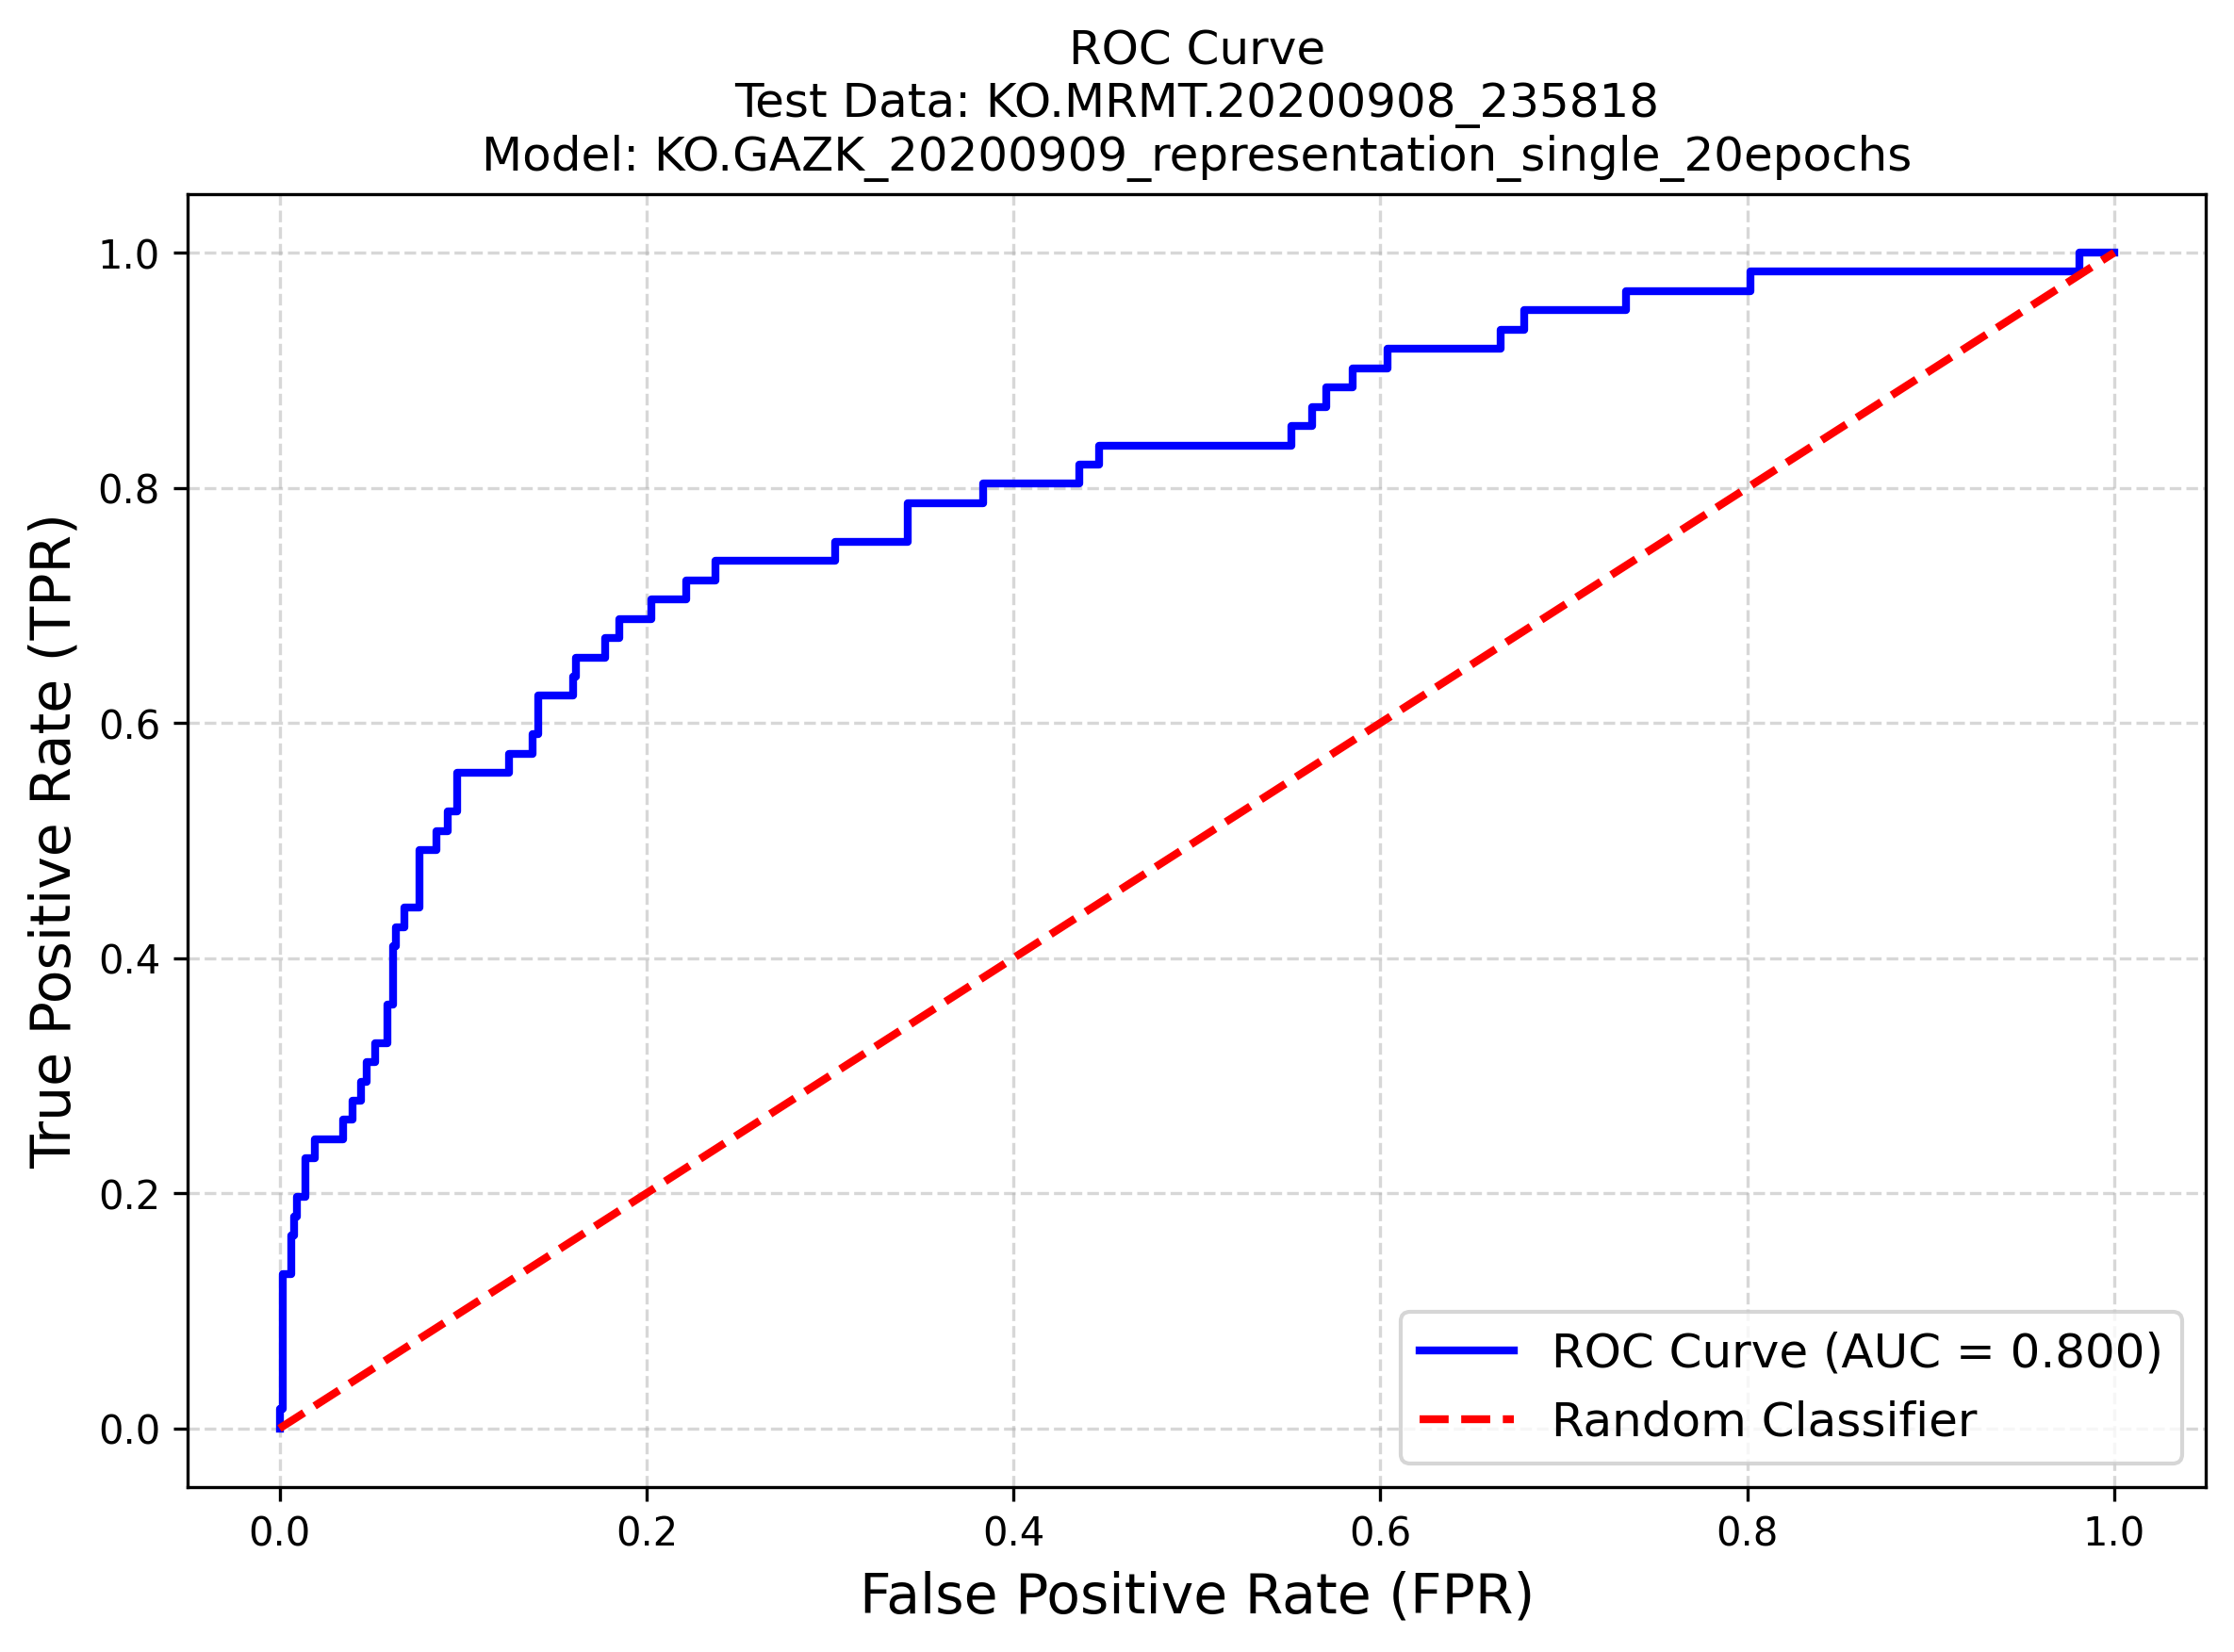 ROC Curve
Test Data: KO.MRMT.20200908_235818
Model: KO.GAZK_20200909_representation_single_20epochs
True Positive Rate (TPR)
1.0
0.8
0.6
0.4
0.2
0.0
0.0 0.2 0.4 0.6 0.8 1.0
False Positive Rate (FPR)
ROC Curve (AUC = 0.800)
Random Classifier